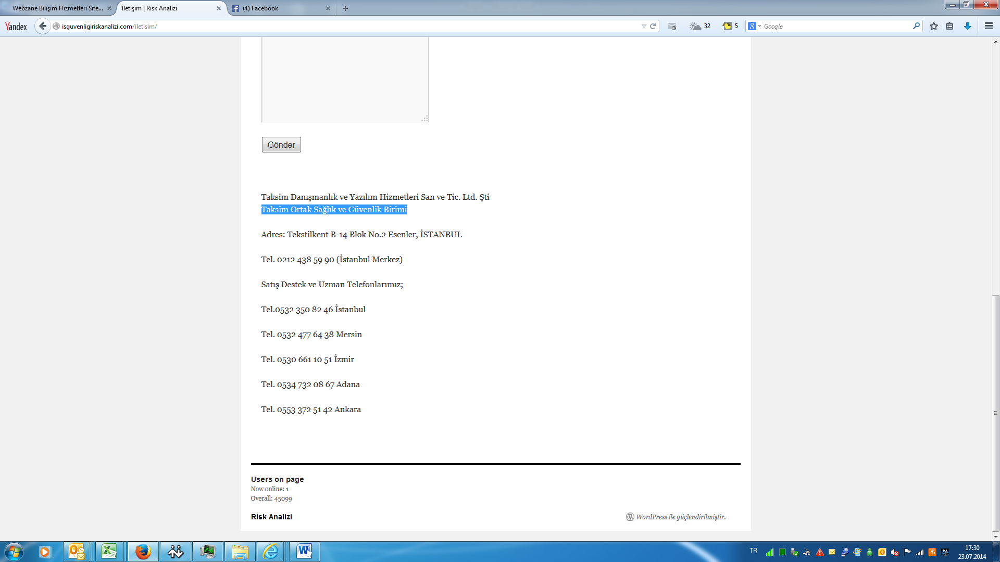 Webzane Bilişim Hizmetleri Site...
İletişim | Risk Analizi
(4) Facebook
Yandex
isguvenligiriskanalizi.com/iletisim/
32
5
Google
Gönder
Taksim Danışmanlık ve Yazılım Hizmetleri San ve Tic. Ltd. Şti
Taksim Ortak Sağlık ve Güvenlik Birimi
Adres: Tekstilkent B-14 Blok No.2 Esenler, İSTANBUL
Tel. 0212 438 59 90 (İstanbul Merkez)
Satış Destek ve Uzman Telefonlarımız;
Tel.0532 350 82 46 İstanbul
Tel. 0532 477 64 38 Mersin
Tel. 0530 661 10 51 İzmir
Tel. 0534 732 08 67 Adana
Tel. 0553 372 51 42 Ankara
Users on page
Now online: 1
Overall: 45099
Risk Analizi
WordPress ile güçlendirilmiştir.
TR
17:30
23.07.2014